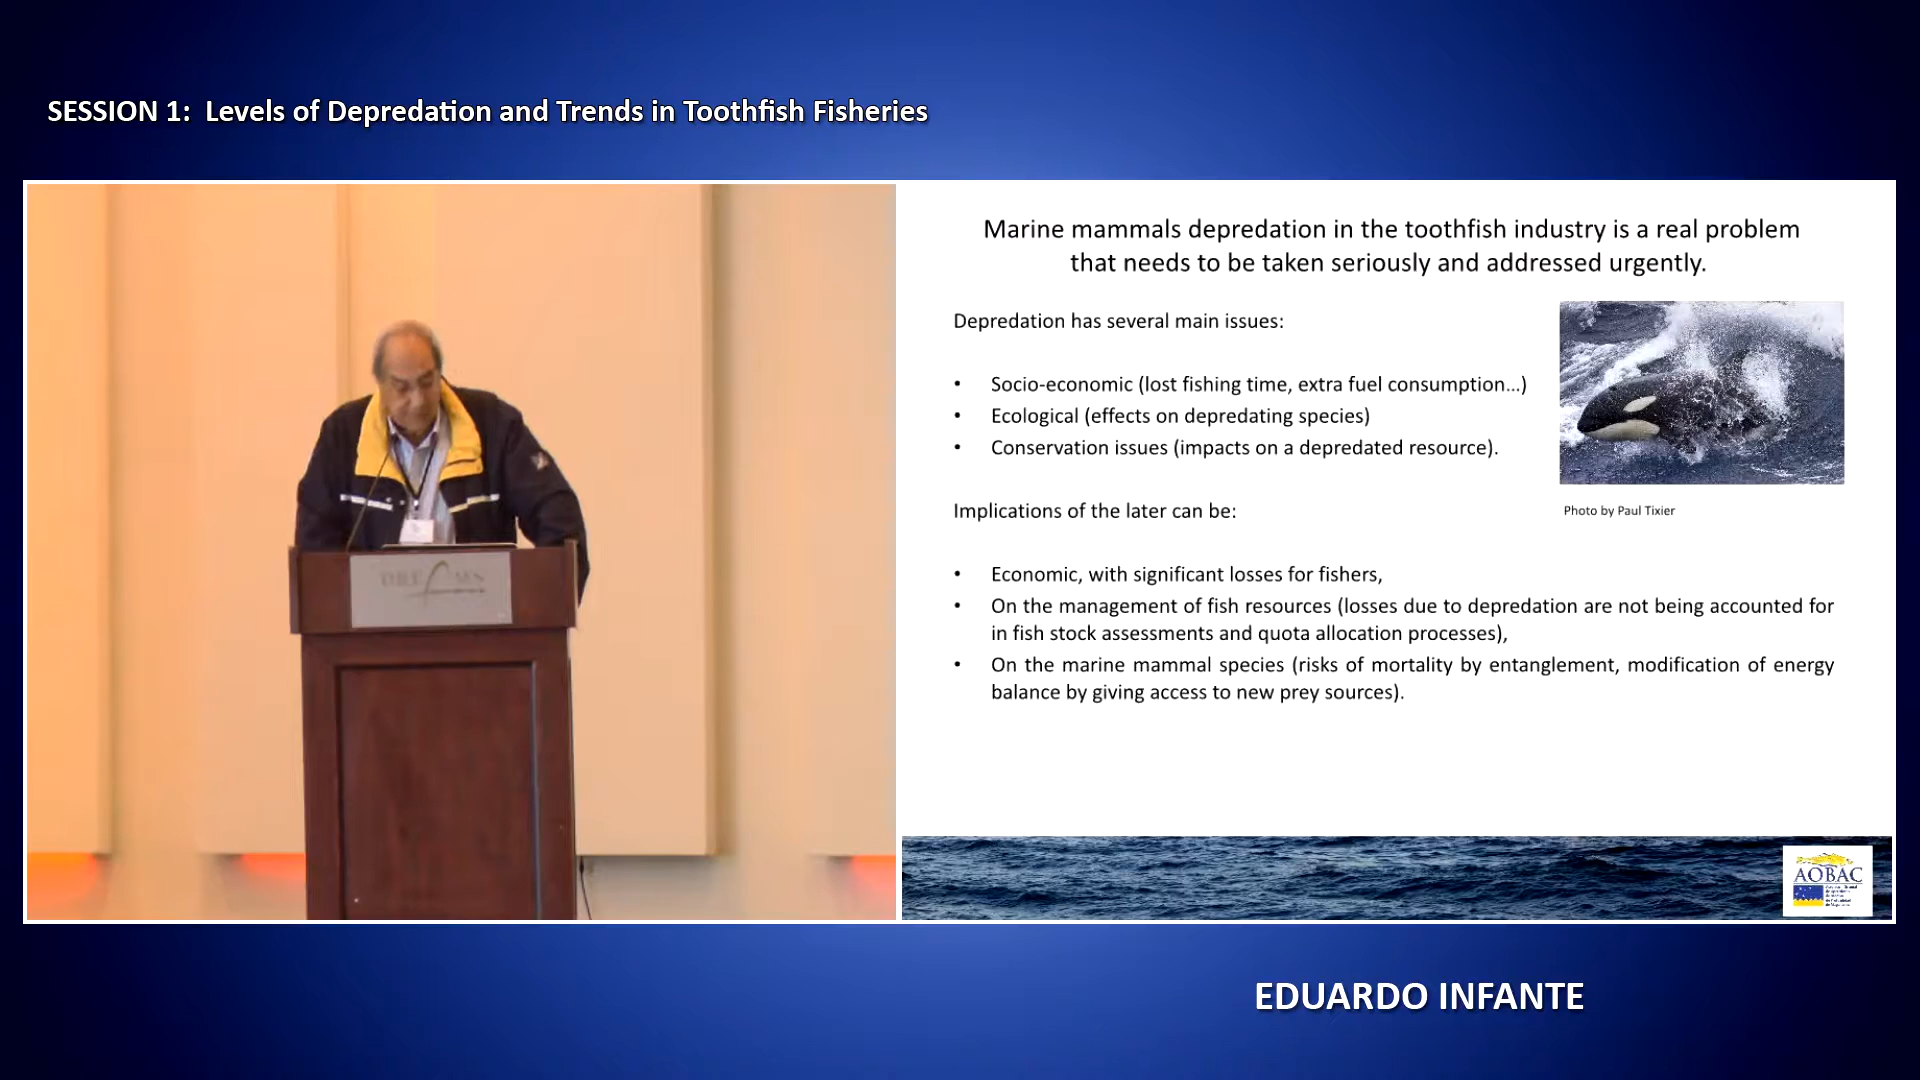 SESSION 1: Levels of Depredation and Trends in Toothfish Fisheries
Marine mammals depredation in the toothfish industry is a real problem
that needs to be taken seriously and addressed urgently.
Depredation has several main issues:
• Socio-economic (lost fishing time, extra fuel consumption...)
• Ecological (effects on depredating species)
• Conservation issues (impacts on a depredated resource).
Photo by Paul Tixier
Implications of the later can be:
• Economic, with significant losses for fishers,
• On the management of fish resources (losses due to depredation are not being accounted for
in fish stock assessments and quota allocation processes),
• On the marine mammal species (risks of mortality by entanglement, modification of energy
balance by giving access to new prey sources).
AOBAC
EDUARDO INFANTE